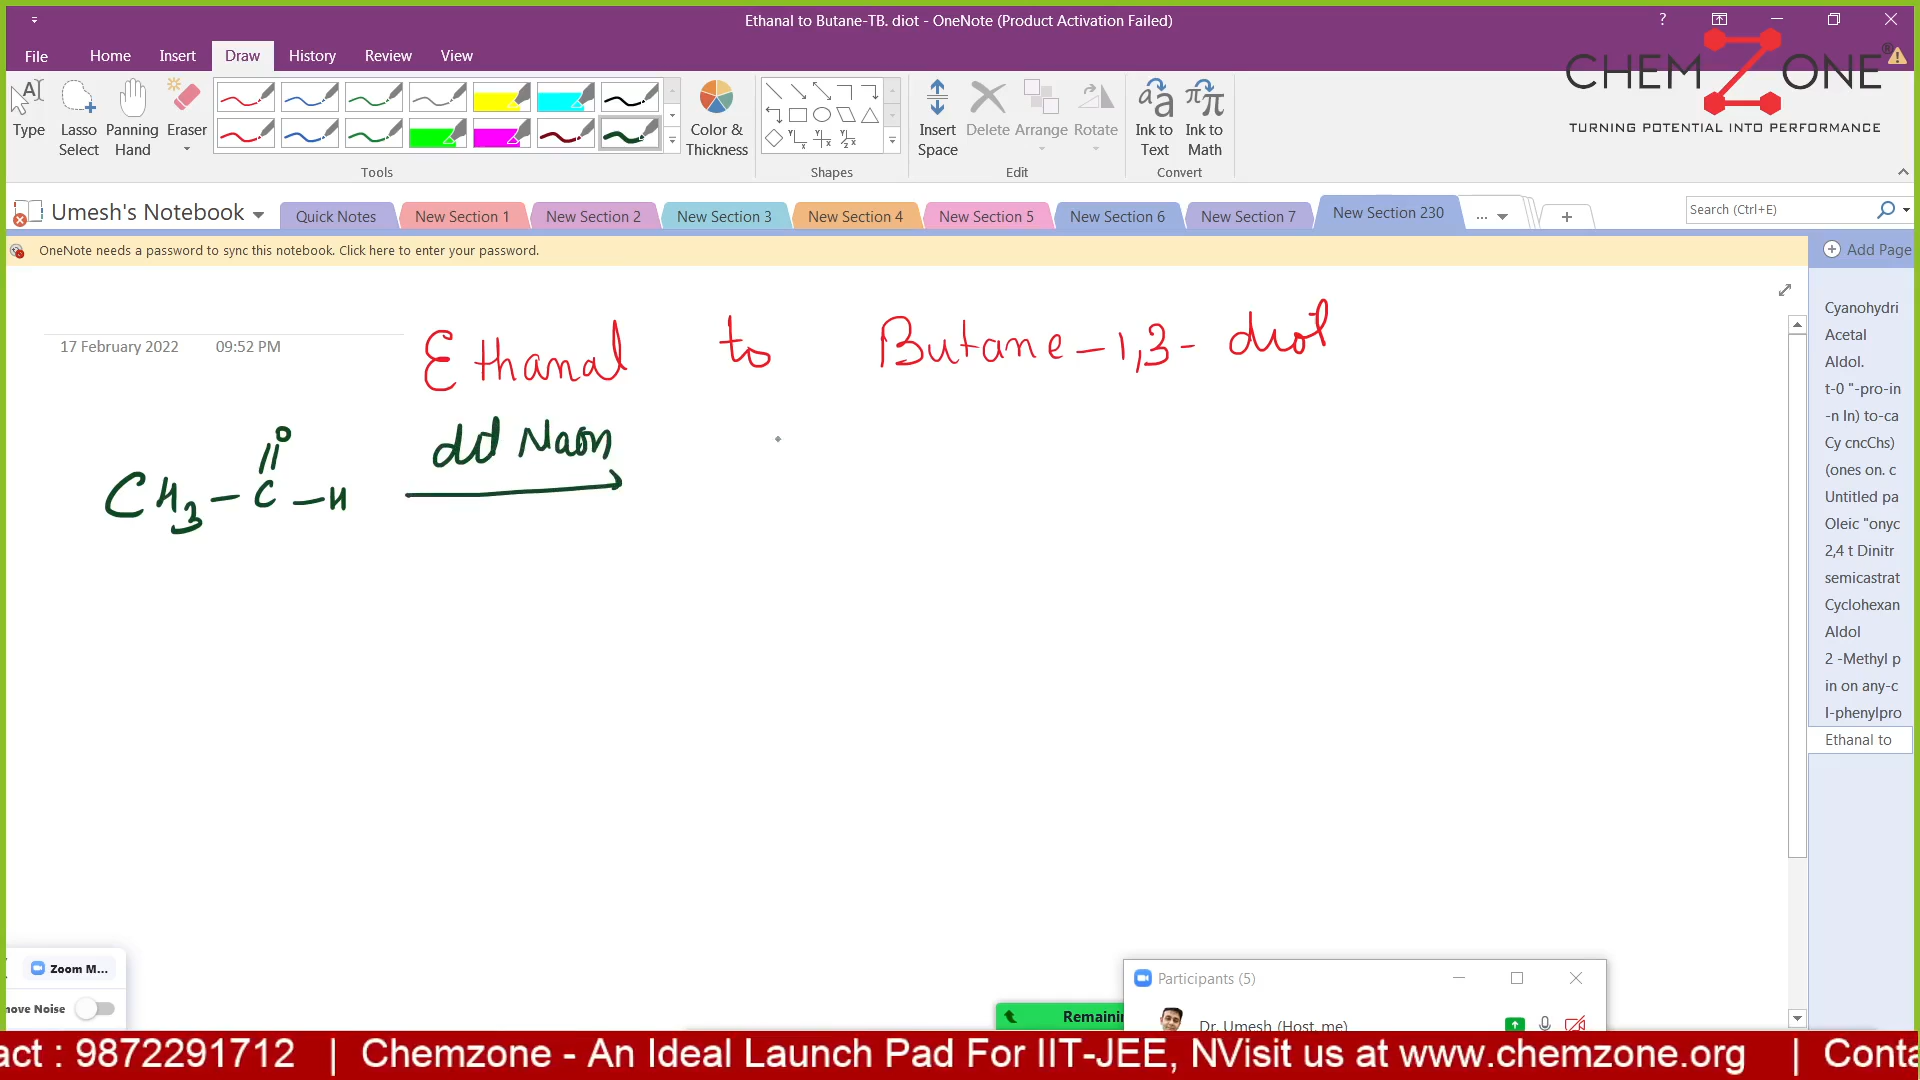 Ethanal to Butane-TB. diot - OneNote (Product Activation Failed)
?
File Home Insert Draw History Review View
CHEMZONE®
TURNING POTENTIAL INTO PERFORMANCE
Type
Lasso Select
Panning Hand
Eraser
Color & Thickness
Insert Space
Delete
Arrange
Rotate
Ink to Text
Ink to Math
Tools
Shapes
Edit
Convert
Umesh's Notebook
Quick Notes
New Section 1
New Section 2
New Section 3
New Section 4
New Section 5
New Section 6
New Section 7
New Section 230
...
Search (Ctrl+E)
OneNote needs a password to sync this notebook. Click here to enter your password.
Add Page
17 February 2022 09:52 PM
Ethanal to Butane-1,3-diol
dil NaOH
O
CH3-C-H
Cyanohydri
Acetal
Aldol.
t-0 "-pro-in
-n In) to-ca
Cy cncChs)
(ones on. c
Untitled pa
Oleic "onyc
2,4 t Dinitr
semicastrat
Cyclohexan
Aldol
2 -Methyl p
in on any-c
I-phenylpro
Ethanal to
Zoom M...
nove Noise
Remainin
Participants (5)
Dr. Umesh (Host, me)
act : 9872291712 | Chemzone - An Ideal Launch Pad For IIT-JEE, NVisit us at www.chemzone.org | Conta